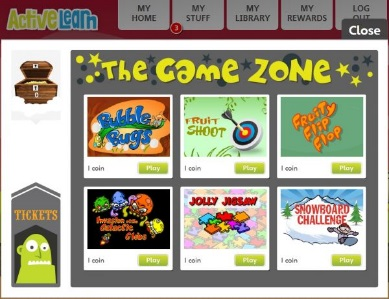 ActiveLearn
MY HOME
MY STUFF
MY LIBRARY
MY REWARDS
LOG OUT
3
Close
The Game ZONE
Bubble Bugs
FRUIT SHOOT
Fruity Flip Flop
1 coin Play
1 coin Play
1 coin Play
Invasion of the Galactic Globs
JOLLY JIGSAW
SNOWBOARD CHALLENGE
1 coin Play
1 coin Play
1 coin Play
TICKETS